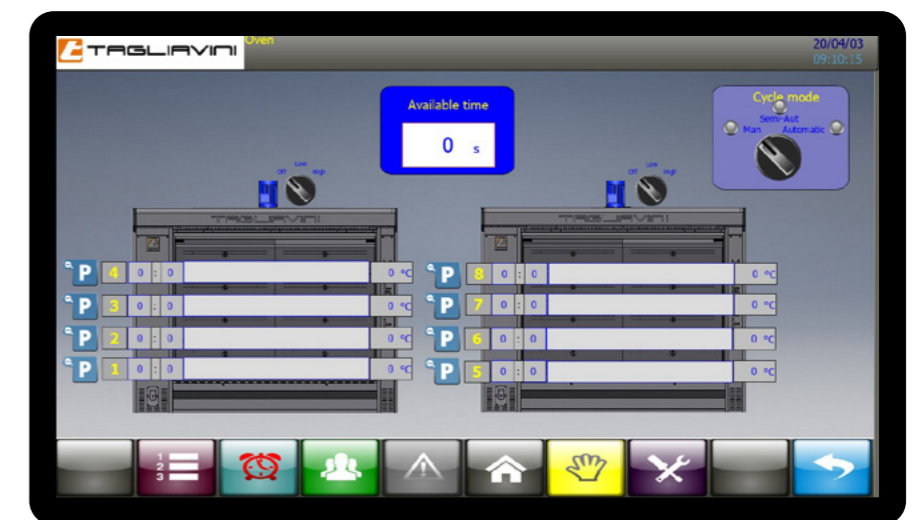 TAGLIAVINI
Oven
20/04/03
09:10:15
Available time
0 s
Cycle mode
Semi-Aut
Man Automatic
Low
Off High
Low
Off High
TAGLIAVINI
TAGLIAVINI
P 4 0 : 0 0 °C
P 3 0 : 0 0 °C
P 2 0 : 0 0 °C
P 1 0 : 0 0 °C
P 8 0 : 0 0 °C
P 7 0 : 0 0 °C
P 6 0 : 0 0 °C
P 5 0 : 0 0 °C
1
2
3